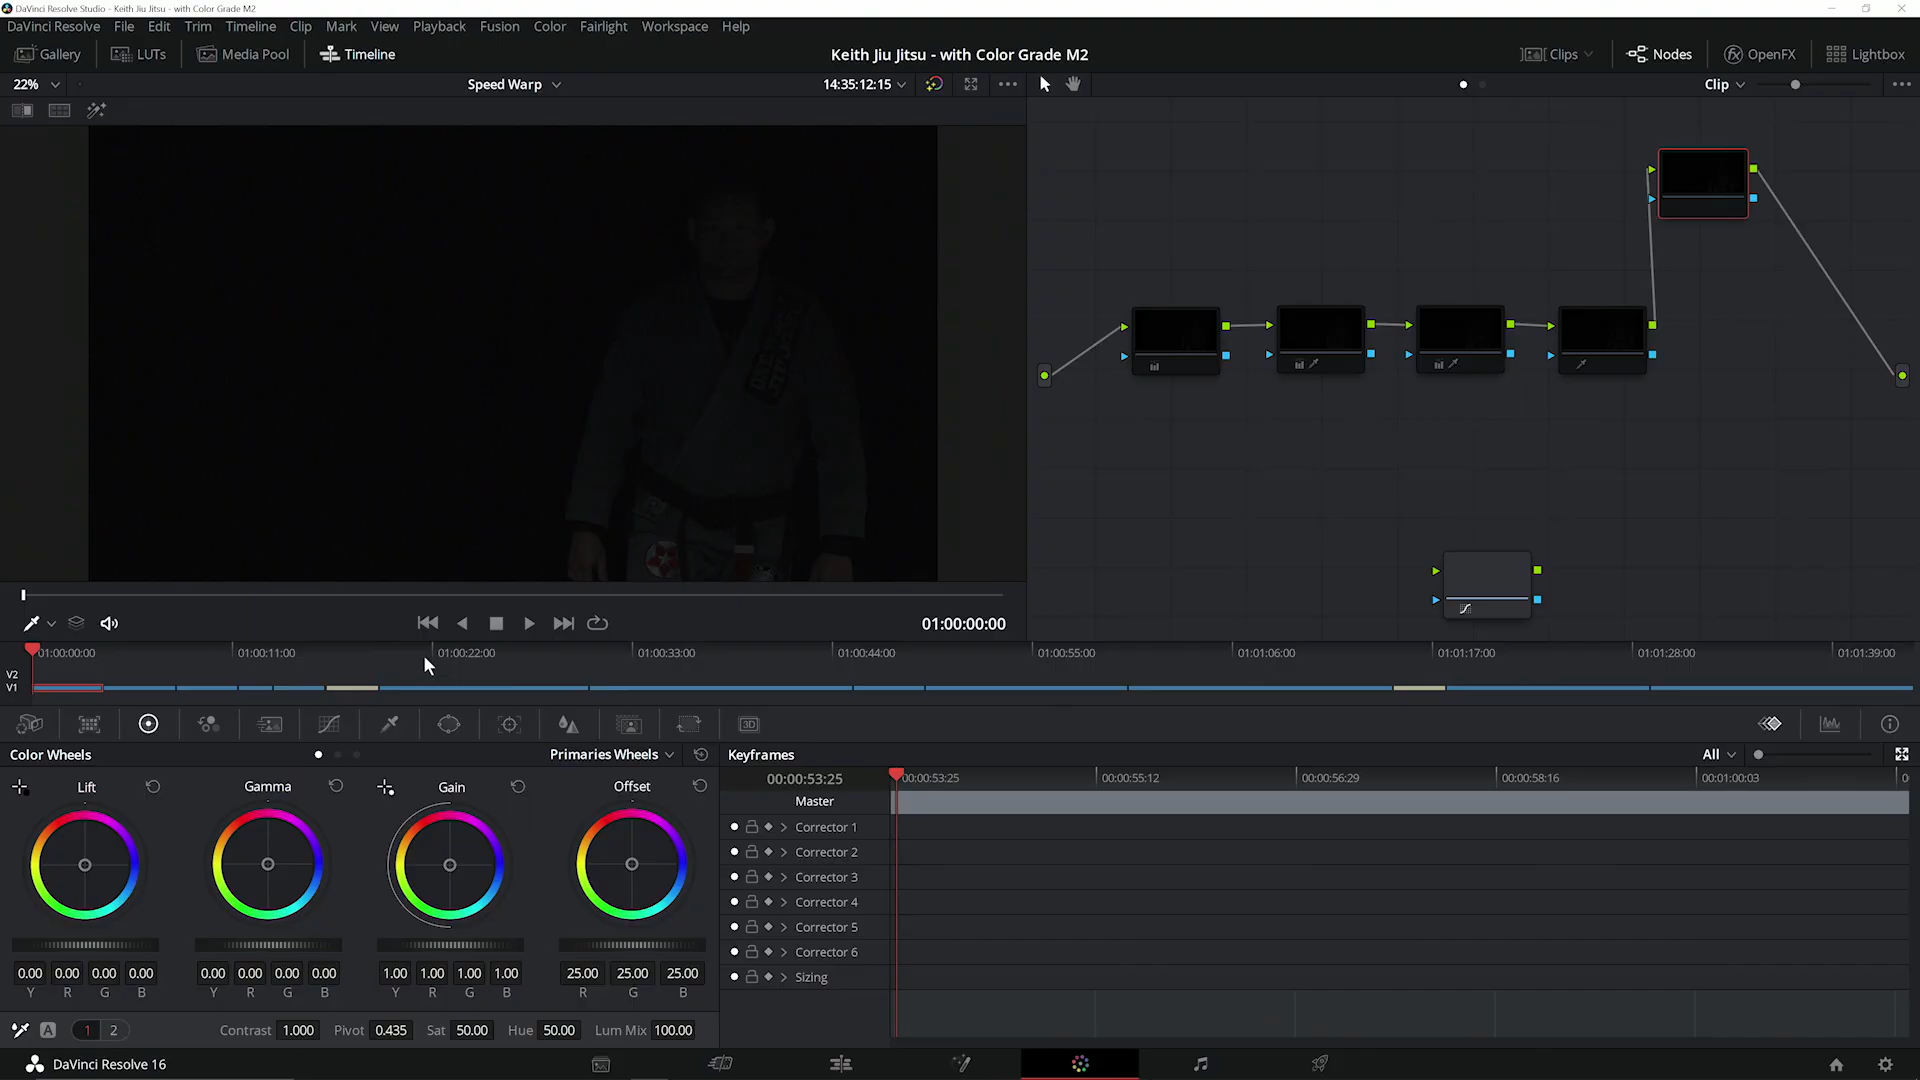 DaVinci Resolve Studio - Keith Jiu Jitsu - with Color Grade M2
DaVinci Resolve File Edit Trim Timeline Clip Mark View Playback Fusion Color Fairlight Workspace Help
Gallery LUTs Media Pool Timeline Keith Jiu Jitsu - with Color Grade M2 Clips Nodes OpenFX Lightbox
22% Speed Warp 14:35:12:15 Clip
01:00:00:00
01:00:00:00 01:00:11:00 01:00:22:00 01:00:33:00 01:00:44:00 01:00:55:00 01:01:06:00 01:01:17:00 01:01:28:00 01:01:39:00
V2
V1
3D
Color Wheels Primaries Wheels Keyframes All
Lift Gamma Gain Offset
00:00:53:25 00:00:53:25 00:00:55:12 00:00:56:29 00:00:58:16 00:01:00:03
Master
Corrector 1
Corrector 2
Corrector 3
Corrector 4
Corrector 5
Corrector 6
Sizing
0.00 0.00 0.00 0.00 0.00 0.00 0.00 0.00 1.00 1.00 1.00 1.00 25.00 25.00 25.00
Y R G B Y R G B Y R G B R G B
A 1 2 Contrast 1.000 Pivot 0.435 Sat 50.00 Hue 50.00 Lum Mix 100.00
DaVinci Resolve 16